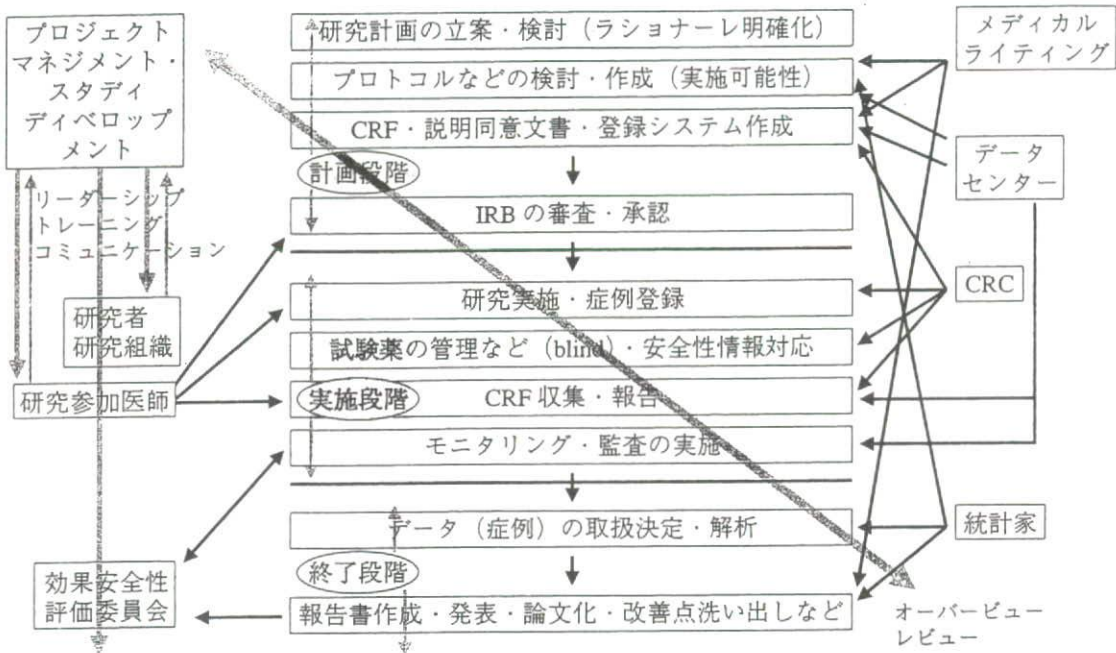 プロジェクト
マネジメント・
スタディ
ディベロップ
メント
リーダーシップ
トレーニング
コミュニケーション
研究者
研究組織
研究参加医師
効果安全性
評価委員会
研究計画の立案・検討（ラショナーレ明確化）
プロトコルなどの検討・作成（実施可能性）
CRF・説明同意文書・登録システム作成
計画段階
IRB の審査・承認
研究実施・症例登録
試験薬の管理など（blind）・安全性情報対応
実施段階
CRF 収集・報告
モニタリング・監査の実施
データ（症例）の取扱決定・解析
終了段階
報告書作成・発表・論文化・改善点洗い出しなど
メディカル
ライティング
データ
センター
CRC
統計家
オーバービュー
レビュー